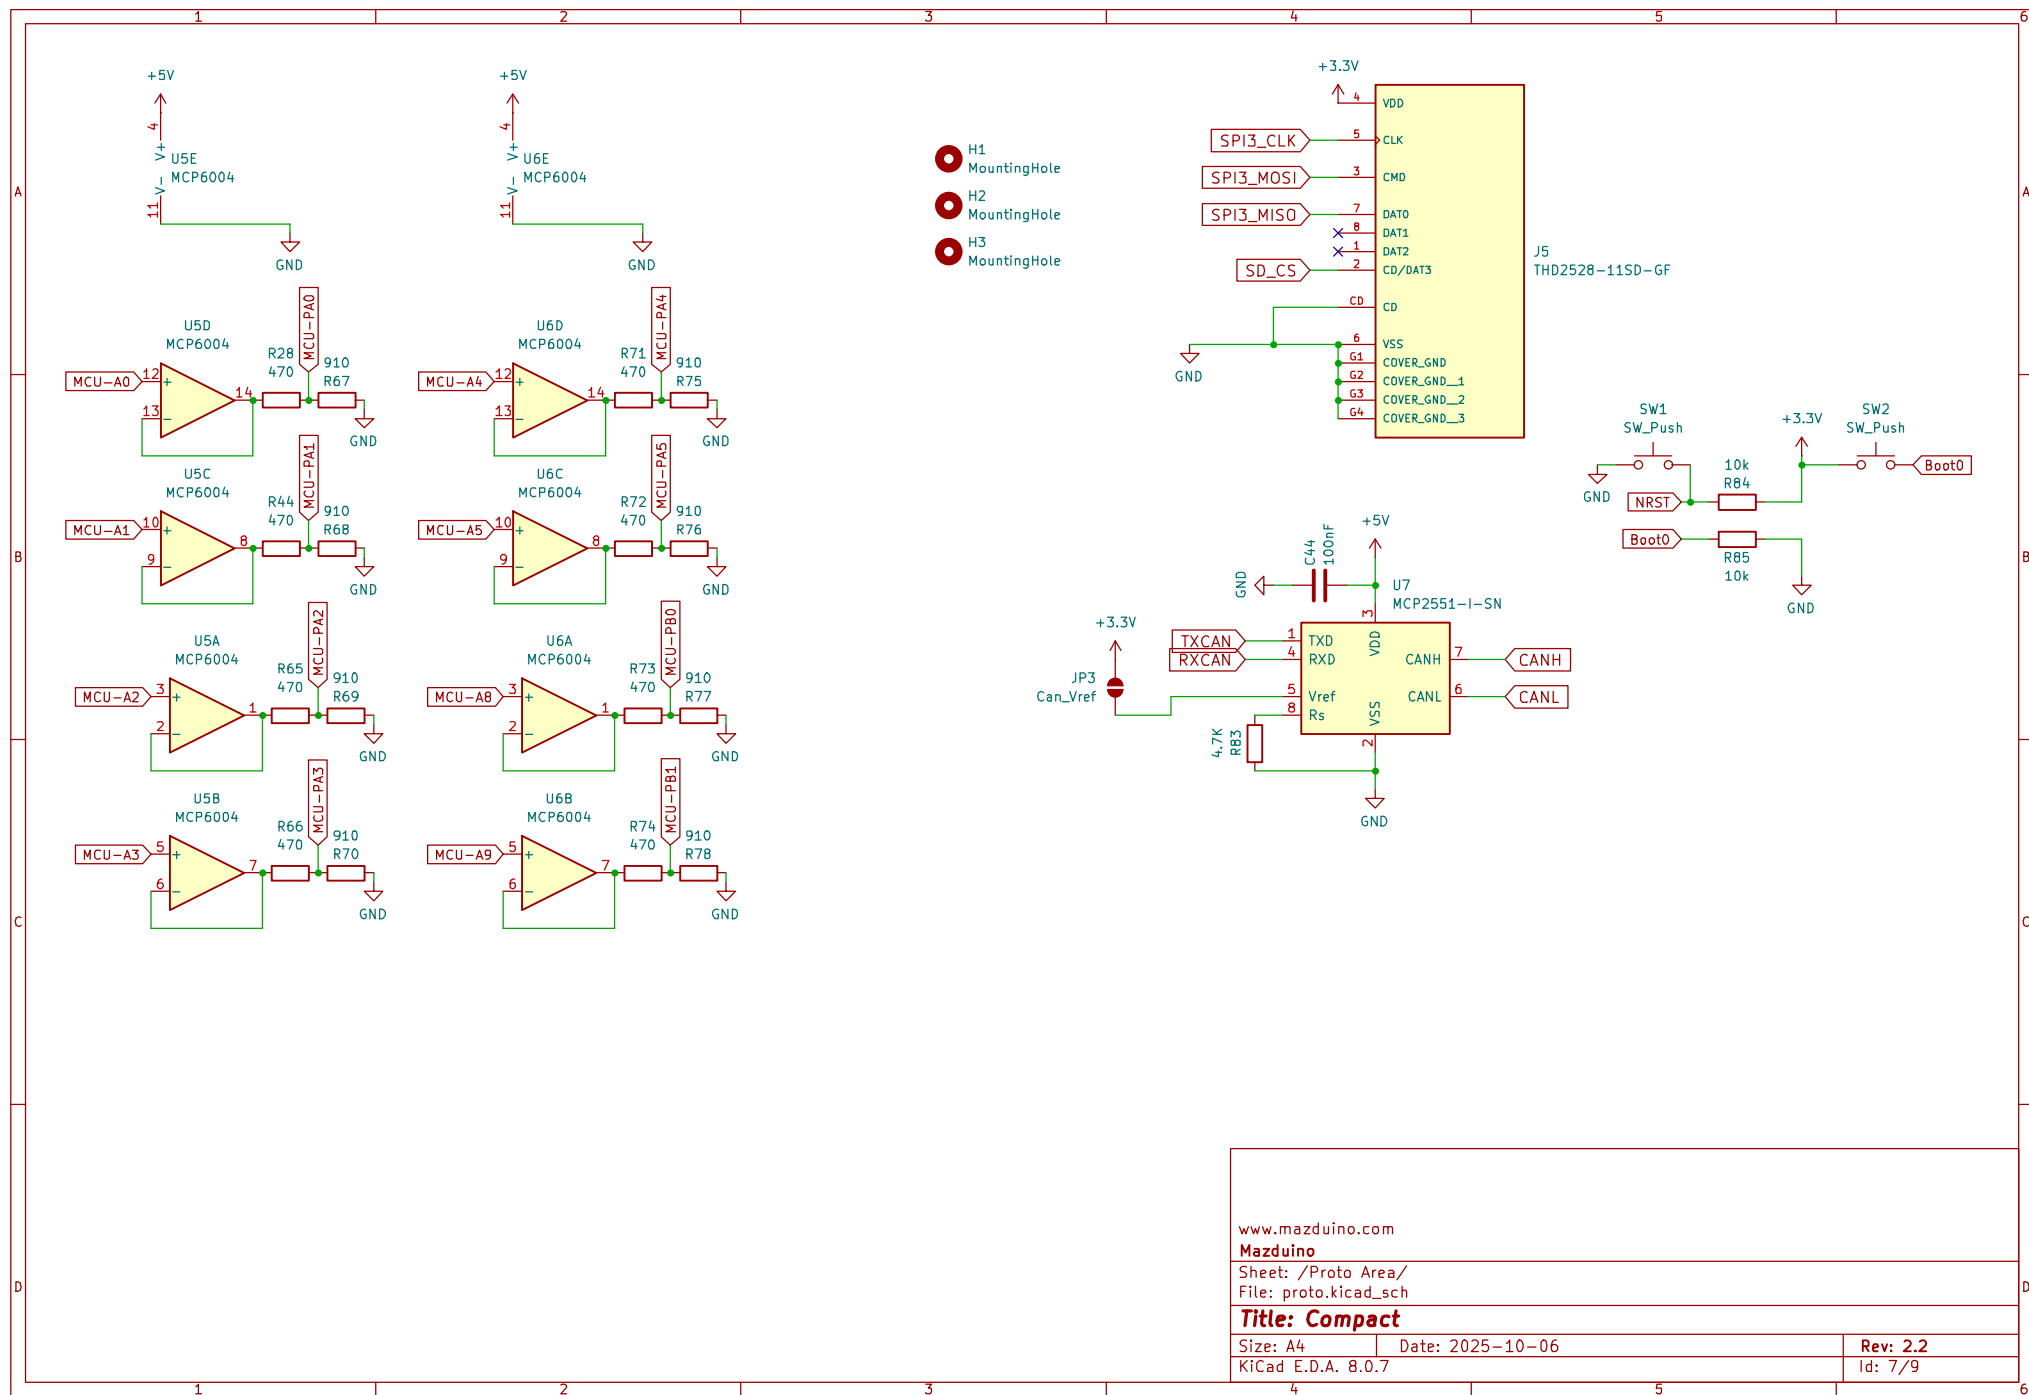 1 2 3 4 5 6
A
B
C
D
A
B
C
D
+5V
4
V+
U5E
MCP6004
V-
11
GND
+5V
4
V+
U6E
MCP6004
V-
11
GND
MCU-PA0
U5D
MCP6004
R28
470
910
R67
MCU-A0
12
+
13
-
14
GND
MCU-PA1
U5C
MCP6004
R44
470
910
R68
MCU-A1
10
+
9
-
8
GND
MCU-PA2
U5A
MCP6004
R65
470
910
R69
MCU-A2
3
+
2
-
1
GND
MCU-PA3
U5B
MCP6004
R66
470
910
R70
MCU-A3
5
+
6
-
7
GND
MCU-PA4
U6D
MCP6004
R71
470
910
R75
MCU-A4
12
+
13
-
14
GND
MCU-PA5
U6C
MCP6004
R72
470
910
R76
MCU-A5
10
+
9
-
8
GND
MCU-PB0
U6A
MCP6004
R73
470
910
R77
MCU-A8
3
+
2
-
1
GND
MCU-PB1
U6B
MCP6004
R74
470
910
R78
MCU-A9
5
+
6
-
7
GND
H1
MountingHole
H2
MountingHole
H3
MountingHole
+3.3V
4 VDD
SPI3_CLK 5 CLK
SPI3_MOSI 3 CMD
SPI3_MISO 7 DAT0
8 DAT1
1 DAT2
SD_CS 2 CD/DAT3
CD CD
6 VSS
G1 COVER_GND
G2 COVER_GND__1
G3 COVER_GND__2
G4 COVER_GND__3
GND
J5
THD2528-11SD-GF
SW1
SW_Push
GND
10k
R84
NRST
+3.3V
SW2
SW_Push
Boot0
Boot0
R85
10k
GND
+5V
C44
100nF
GND
U7
MCP2551-I-SN
3
VDD
TXCAN 1 TXD
RXCAN 4 RXD
5 Vref
8 Rs
CANH 7 CANH
CANL 6 CANL
VSS
2
+3.3V
JP3
Can_Vref
4.7K
R83
GND
www.mazduino.com
Mazduino
Sheet: /Proto Area/
File: proto.kicad_sch
Title: Compact
Size: A4 Date: 2025-10-06 Rev: 2.2
KiCad E.D.A. 8.0.7 Id: 7/9
1 2 3 4 5 6